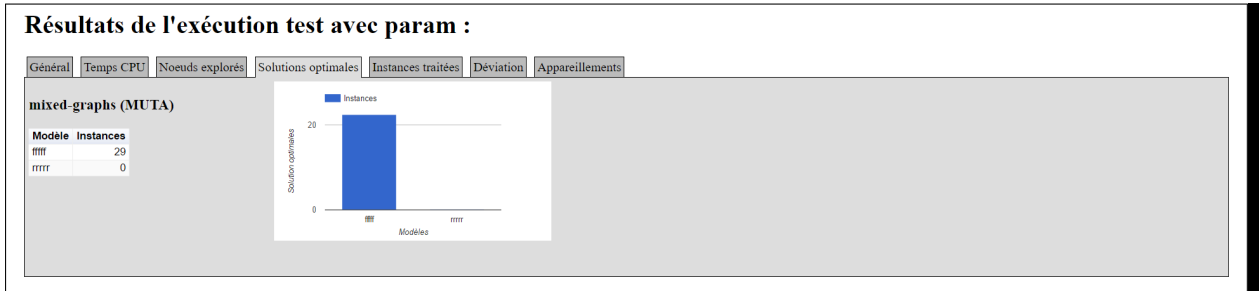 Résultats de l'exécution test avec param :
Général Temps CPU Noeuds explorés Solutions optimales Instances traitées Déviation Appareillements
mixed-graphs (MUTA)
Modèle Instances
fffff 29
rrrrr 0
Instances
20
Solution optimales
0
fffff rrrrr
Modèles